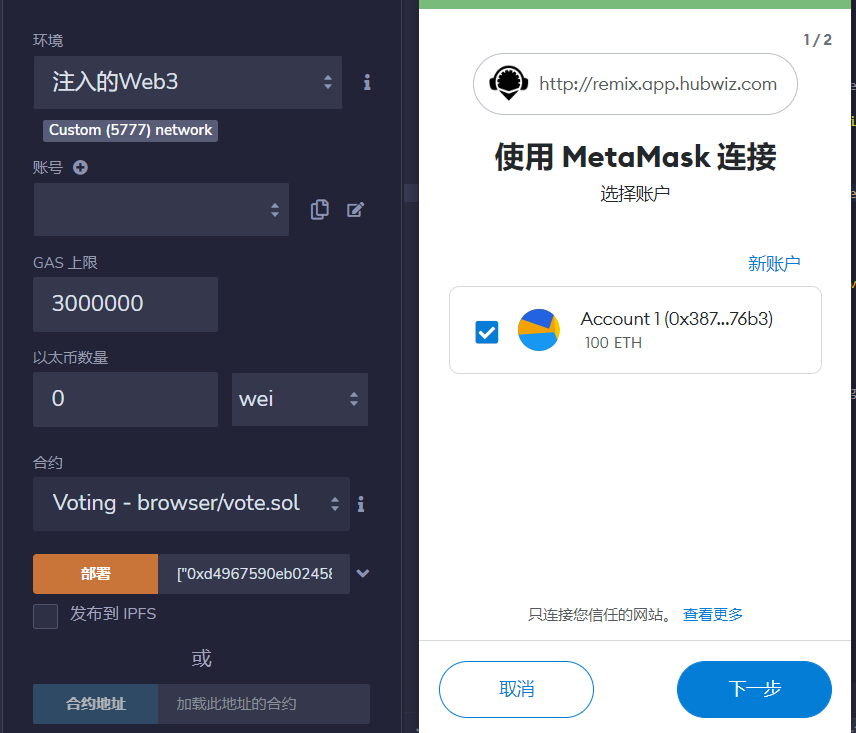 环境
注入的Web3
Custom (5777) network
账号
GAS 上限
3000000
以太币数量
0
wei
合约
Voting - browser/vote.sol
部署
["0xd4967590eb02458
发布到 IPFS
或
合约地址
加载此地址的合约
1 / 2
http://remix.app.hubwiz.com
使用 MetaMask 连接
选择账户
新账户
Account 1 (0x387...76b3)
100 ETH
只连接您信任的网站。 查看更多
取消
下一步